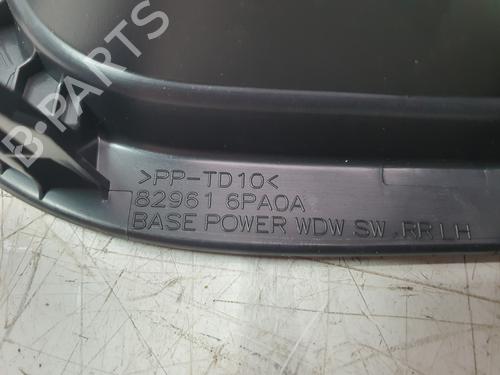 B-PARTS
>PP-TD10<
82961 6PA0A
BASE POWER WDW SW , RR LH